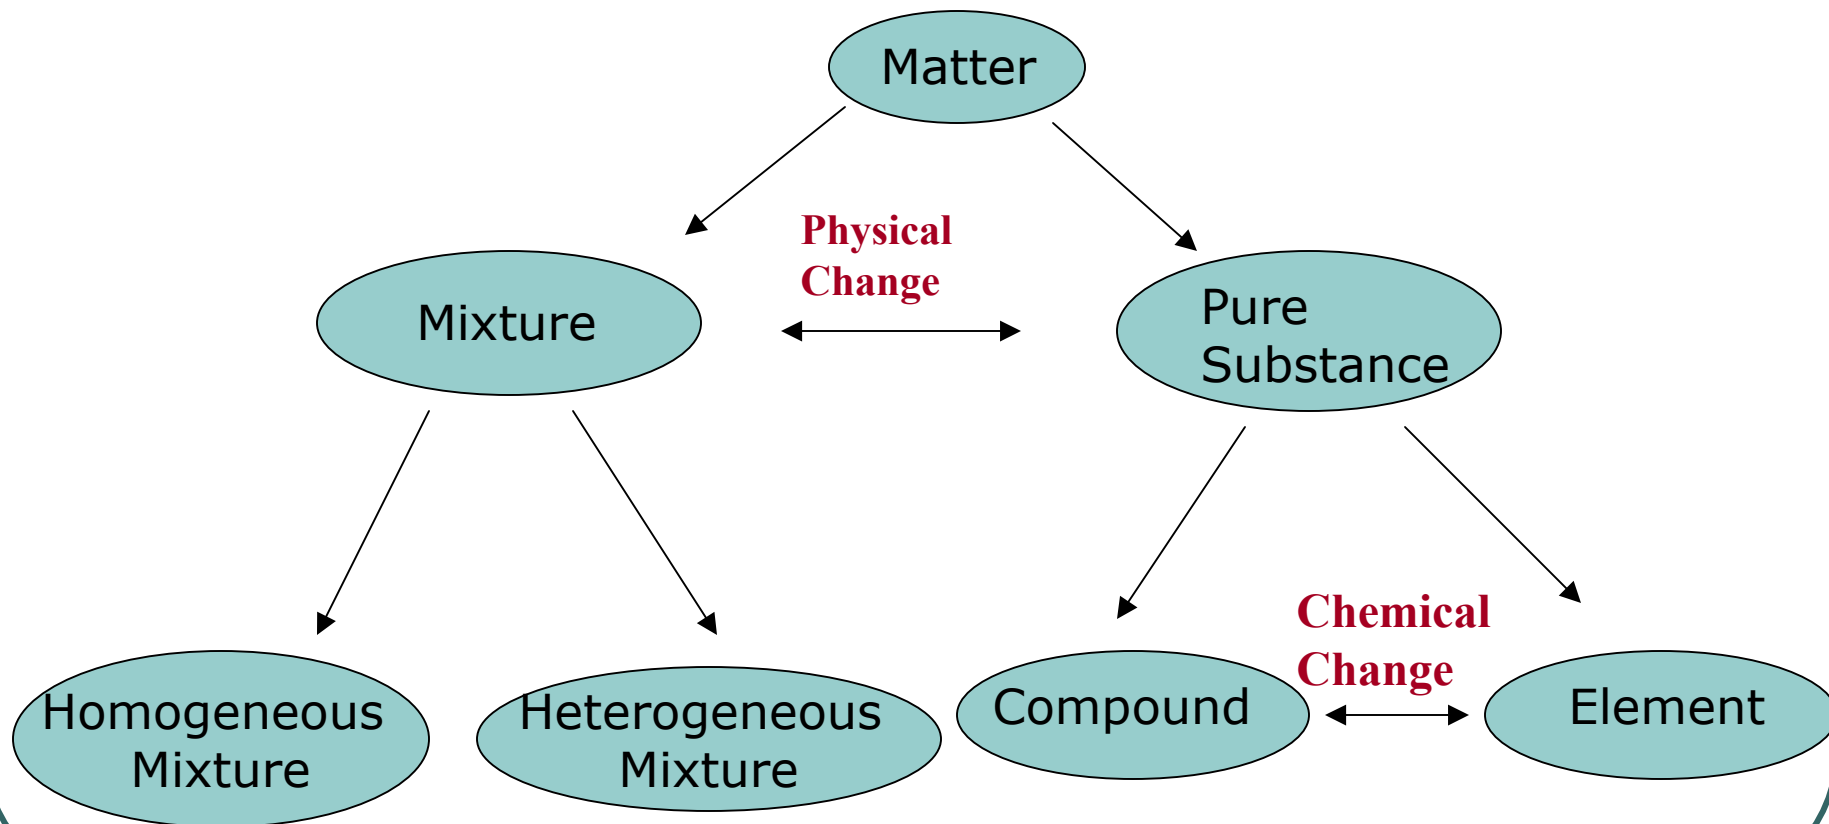 Matter
Physical
Change
Mixture
Pure
Substance
Chemical
Change
Homogeneous
Mixture
Heterogeneous
Mixture
Compound
Element